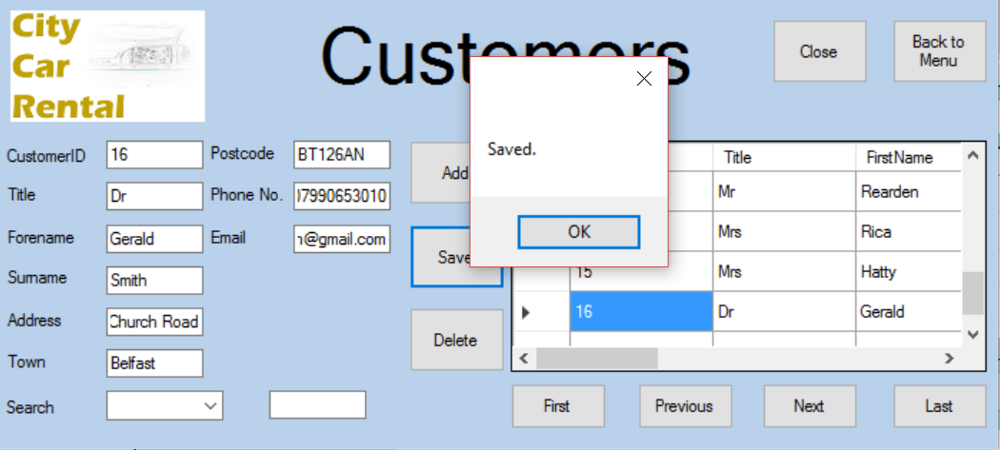 City
Car
Rental
Customers
Close
Back to
Menu
CustomerID 16 Postcode BT126AN
Title Dr Phone No. 07990653010
Forename Gerald Email @gmail.com
Surname Smith
Address Church Road
Town Belfast
Search
Add
Save
Delete
Saved.
OK
Title FirstName
Mr Rearden
Mrs Rica
15 Mrs Hatty
16 Dr Gerald
First Previous Next Last